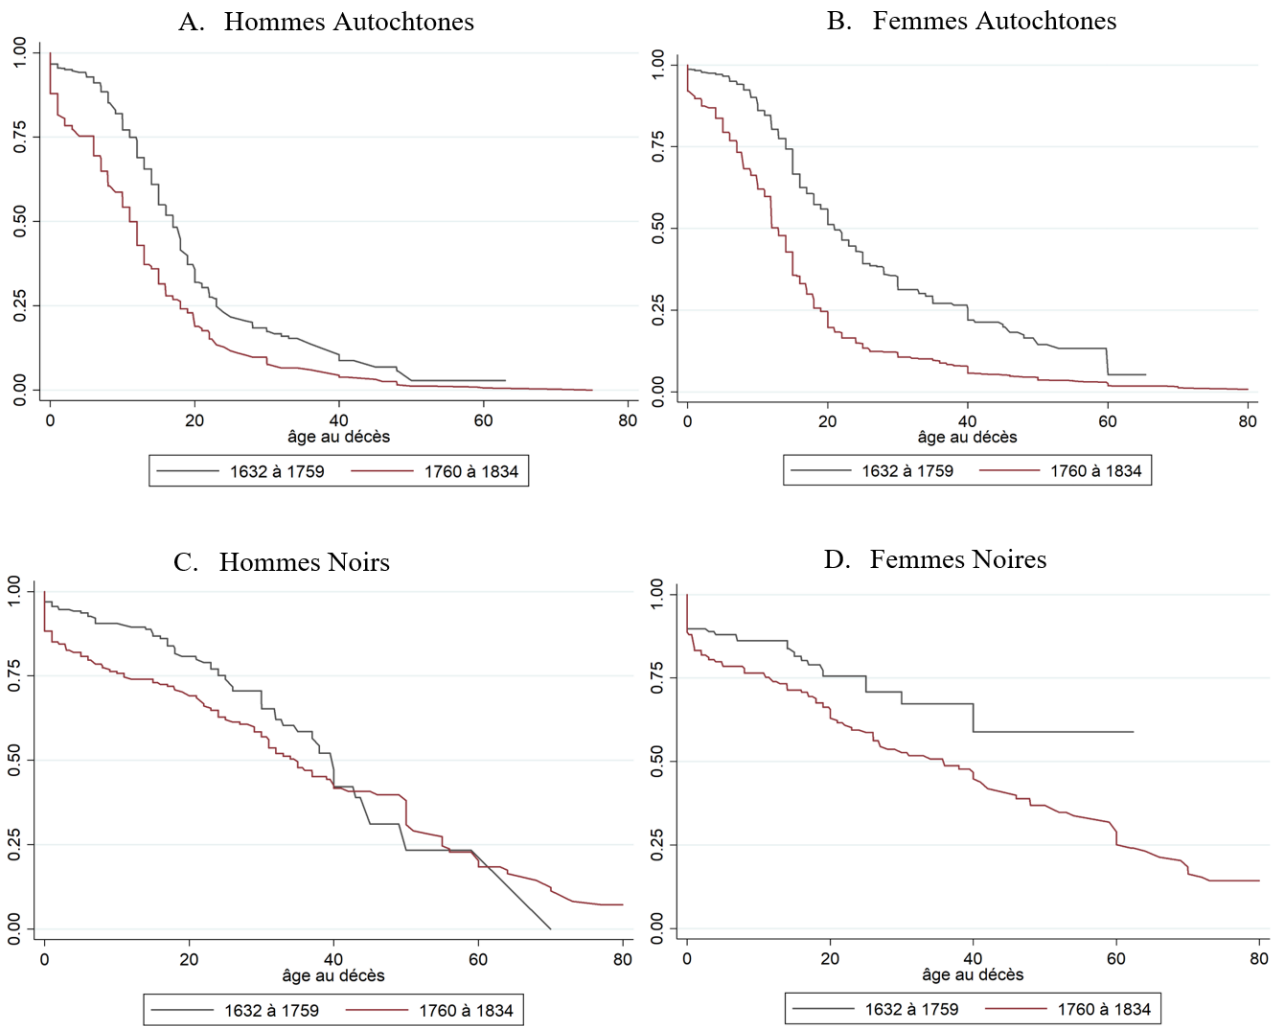 A. Hommes Autochtones
1.00
0.75
0.50
0.25
0.00
0 20 40 60 80
âge au décès
1632 à 1759 1760 à 1834
B. Femmes Autochtones
1.00
0.75
0.50
0.25
0.00
0 20 40 60 80
âge au décès
1632 à 1759 1760 à 1834
C. Hommes Noirs
1.00
0.75
0.50
0.25
0.00
0 20 40 60 80
âge au décès
1632 à 1759 1760 à 1834
D. Femmes Noires
1.00
0.75
0.50
0.25
0.00
0 20 40 60 80
âge au décès
1632 à 1759 1760 à 1834